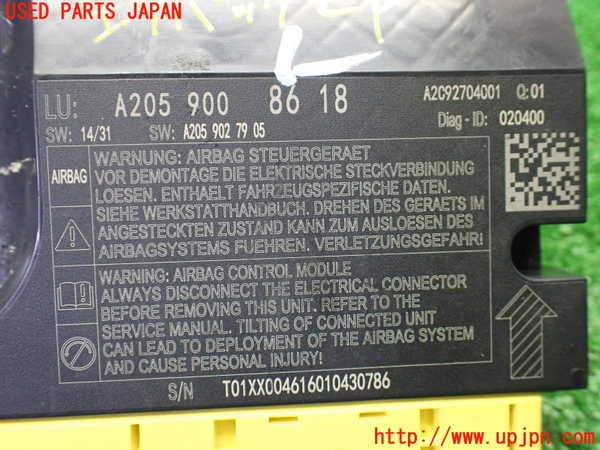 USED PARTS JAPAN
LU: A205 900 86 18 A2C92704001 Q:01
SW: 14/31 SW: A205 902 79 05 Diag-ID: 020400
AIRBAG
WARNUNG: AIRBAG STEUERGERAET
VOR DEMONTAGE DIE ELEKTRISCHE STECKVERBINDUNG
LOESEN. ENTHAELT FAHRZEUGSPEZIFISCHE DATEN.
SIEHE WERKSTATTHANDBUCH. DREHEN DES GERAETS IM
ANGESTECKTEN ZUSTAND KANN ZUM AUSLOESEN DES
AIRBAGSYSTEMS FUEHREN. VERLETZUNGSGEFAHR!
WARNING: AIRBAG CONTROL MODULE
ALWAYS DISCONNECT THE ELECTRICAL CONNECTOR
BEFORE REMOVING THIS UNIT. REFER TO THE
SERVICE MANUAL. TILTING OF CONNECTED UNIT
CAN LEAD TO DEPLOYMENT OF THE AIRBAG SYSTEM
AND CAUSE PERSONAL INJURY!
S/N T01XX004616010430786
http://www.upjpn.com/